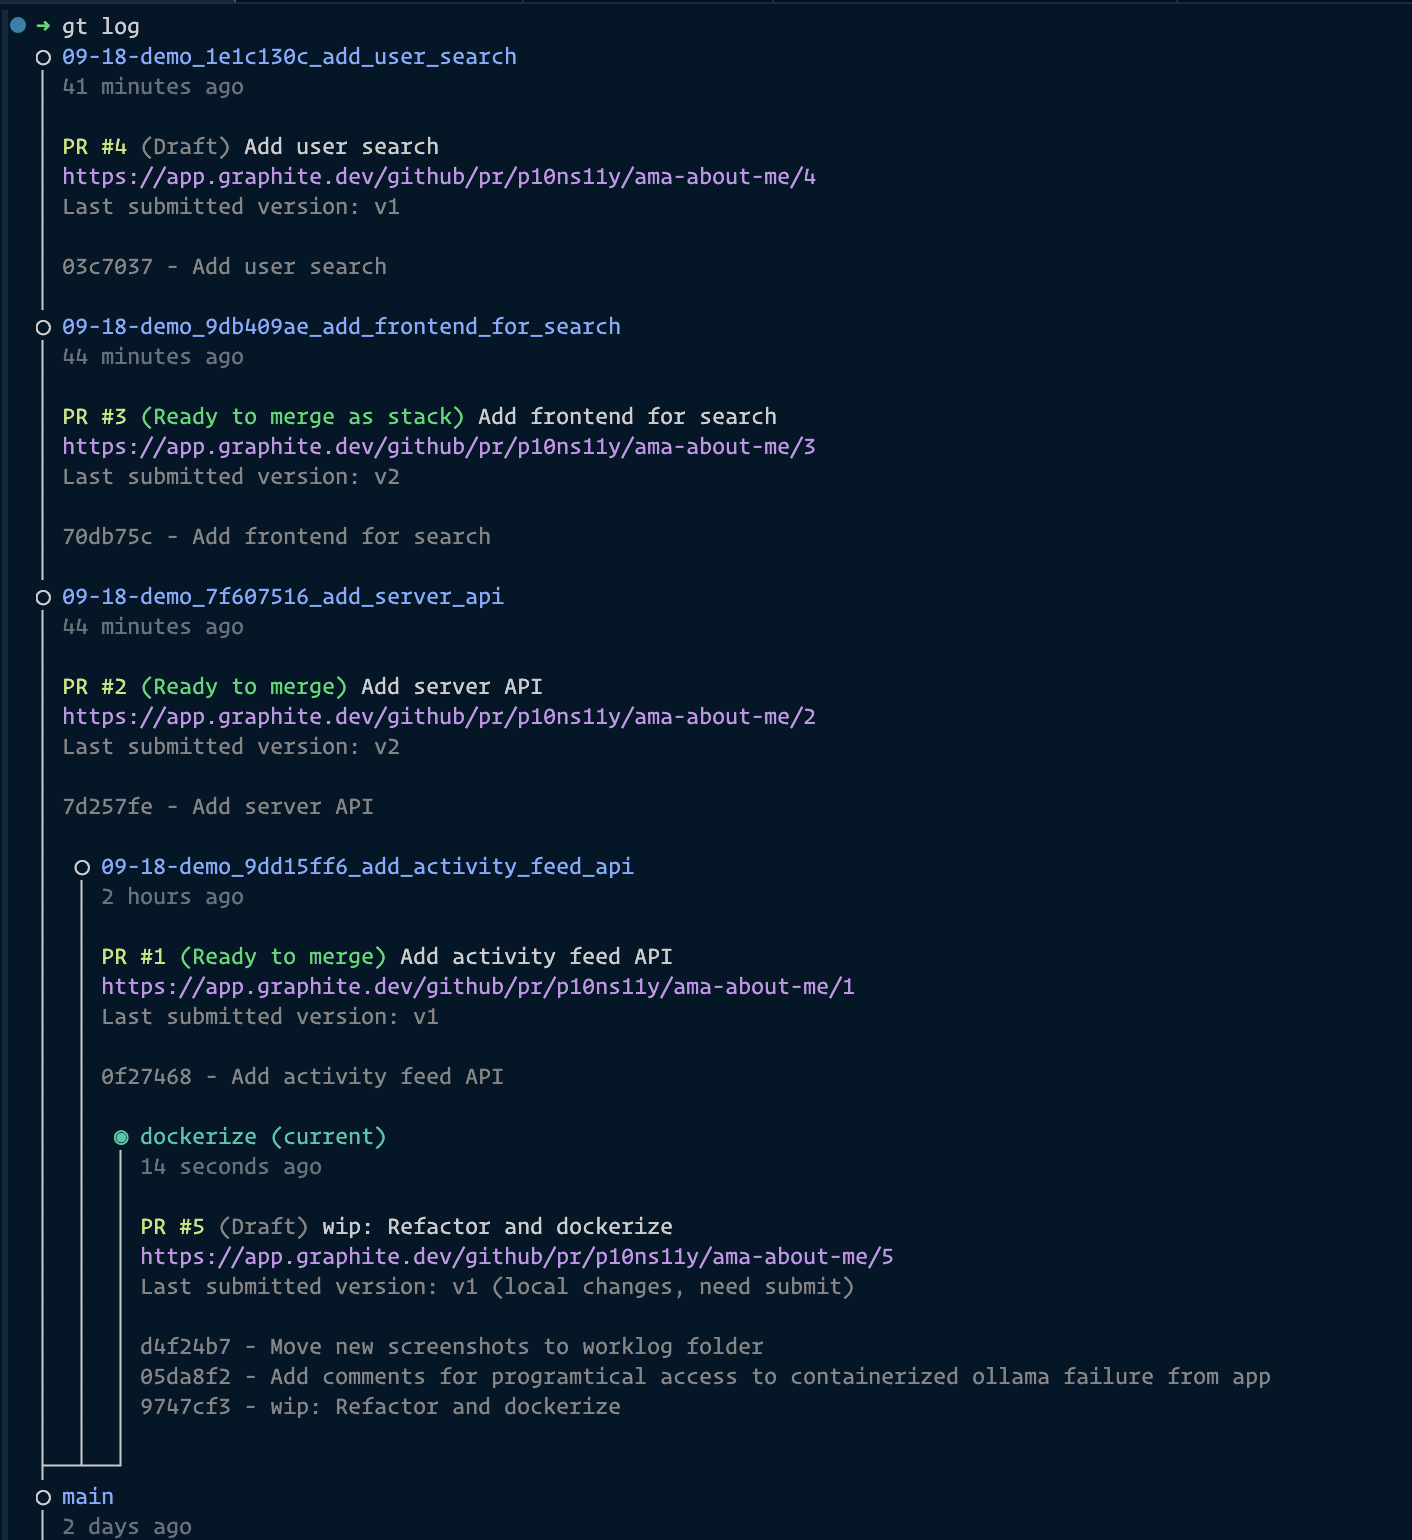 ➜ gt log
09-18-demo_1e1c130c_add_user_search
41 minutes ago
PR #4 (Draft) Add user search
https://app.graphite.dev/github/pr/p10ns11y/ama-about-me/4
Last submitted version: v1
03c7037 - Add user search
09-18-demo_9db409ae_add_frontend_for_search
44 minutes ago
PR #3 (Ready to merge as stack) Add frontend for search
https://app.graphite.dev/github/pr/p10ns11y/ama-about-me/3
Last submitted version: v2
70db75c - Add frontend for search
09-18-demo_7f607516_add_server_api
44 minutes ago
PR #2 (Ready to merge) Add server API
https://app.graphite.dev/github/pr/p10ns11y/ama-about-me/2
Last submitted version: v2
7d257fe - Add server API
09-18-demo_9dd15ff6_add_activity_feed_api
2 hours ago
PR #1 (Ready to merge) Add activity feed API
https://app.graphite.dev/github/pr/p10ns11y/ama-about-me/1
Last submitted version: v1
0f27468 - Add activity feed API
dockerize (current)
14 seconds ago
PR #5 (Draft) wip: Refactor and dockerize
https://app.graphite.dev/github/pr/p10ns11y/ama-about-me/5
Last submitted version: v1 (local changes, need submit)
d4f24b7 - Move new screenshots to worklog folder
05da8f2 - Add comments for programtical access to containerized ollama failure from app
9747cf3 - wip: Refactor and dockerize
main
2 days ago